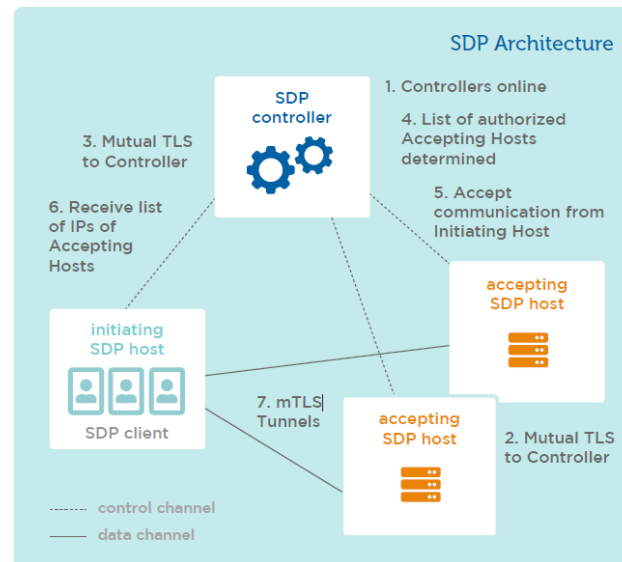 SDP Architecture
SDP
controller
1. Controllers online
4. List of authorized
Accepting Hosts
determined
3. Mutual TLS
to Controller
5. Accept
communication from
Initiating Host
6. Receive list
of IPs of
Accepting
Hosts
accepting
SDP host
initiating
SDP host
SDP client
7. mTLS
Tunnels
accepting
SDP host
2. Mutual TLS
to Controller
control channel
data channel